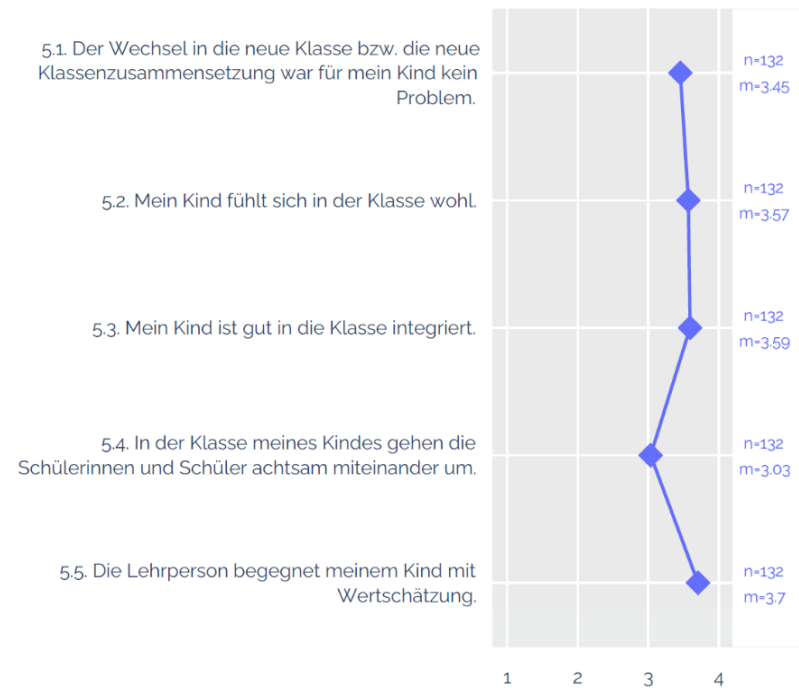 5.1. Der Wechsel in die neue Klasse bzw. die neue
Klassenzusammensetzung war für mein Kind kein
Problem.
n=132
m=3.45
5.2. Mein Kind fühlt sich in der Klasse wohl.
n=132
m=3.57
5.3. Mein Kind ist gut in die Klasse integriert.
n=132
m=3.59
5.4. In der Klasse meines Kindes gehen die
Schülerinnen und Schüler achtsam miteinander um.
n=132
m=3.03
5.5. Die Lehrperson begegnet meinem Kind mit
Wertschätzung.
n=132
m=3.7
1 2 3 4